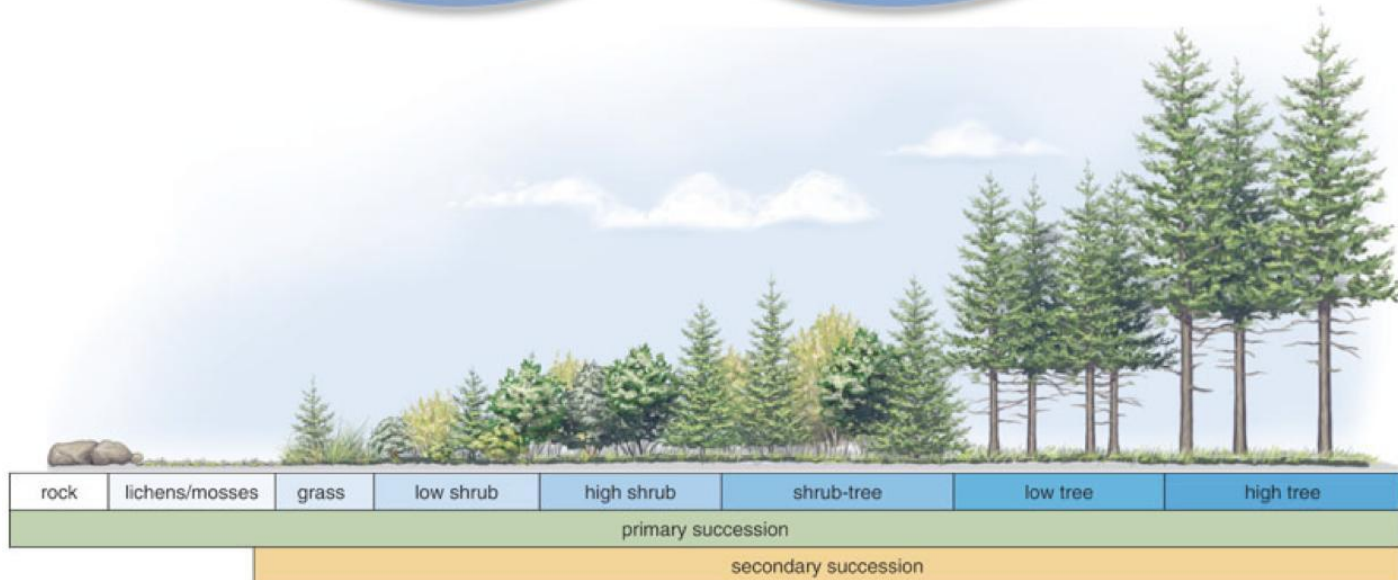 rock lichens/mosses grass low shrub high shrub shrub-tree low tree high tree
primary succession
secondary succession